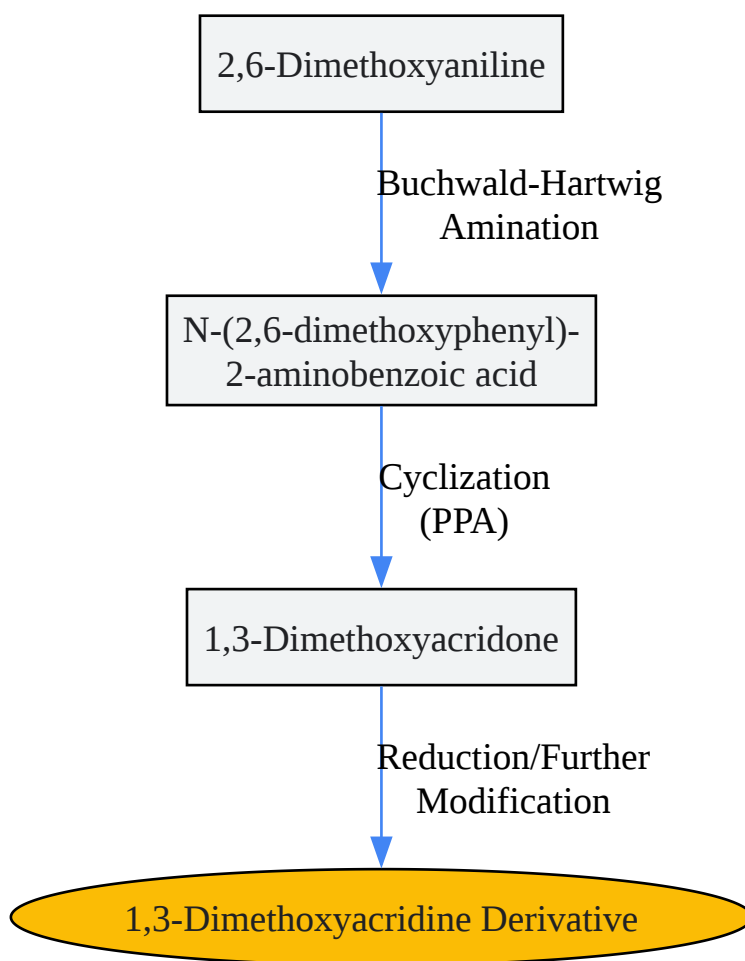 2,6-Dimethoxyaniline
Buchwald-Hartwig
Amination
N-(2,6-dimethoxyphenyl)-
2-aminobenzoic acid
Cyclization
(PPA)
1,3-Dimethoxyacridone
Reduction/Further
Modification
1,3-Dimethoxyacridine Derivative